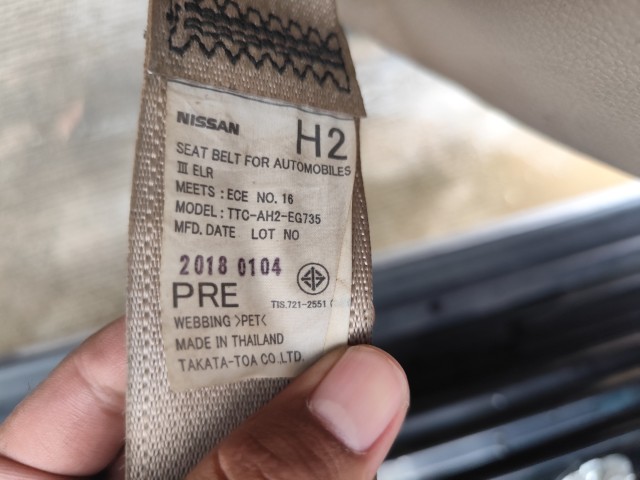 NISSAN H2
SEAT BELT FOR AUTOMOBILES
III ELR
MEETS : ECE NO. 16
MODEL : TTC-AH2-EG735
MFD. DATE LOT NO
2018 0104
PRE TIS.721-2551
WEBBING >PET<
MADE IN THAILAND
TAKATA-TOA CO.LTD.